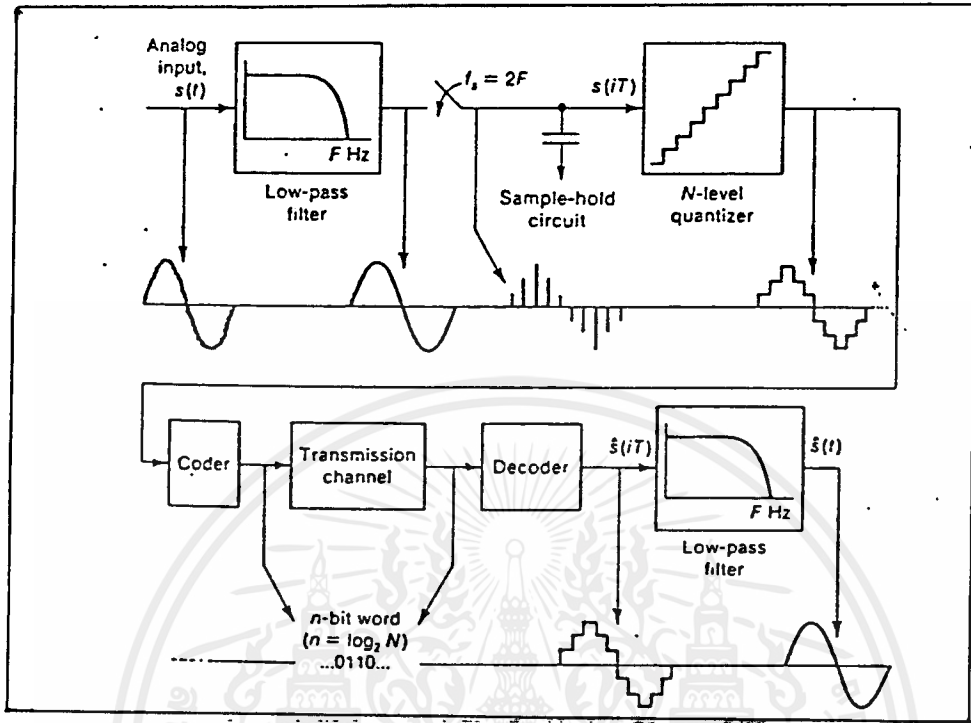 Analog
input,
s(t)
F Hz
Low-pass
filter
f_s = 2F
Sample-hold
circuit
s(iT)
N-level
quantizer
Coder
Transmission
channel
Decoder
ŝ(iT)
F Hz
Low-pass
filter
ŝ(t)
n-bit word
(n = log₂ N)
...0110...